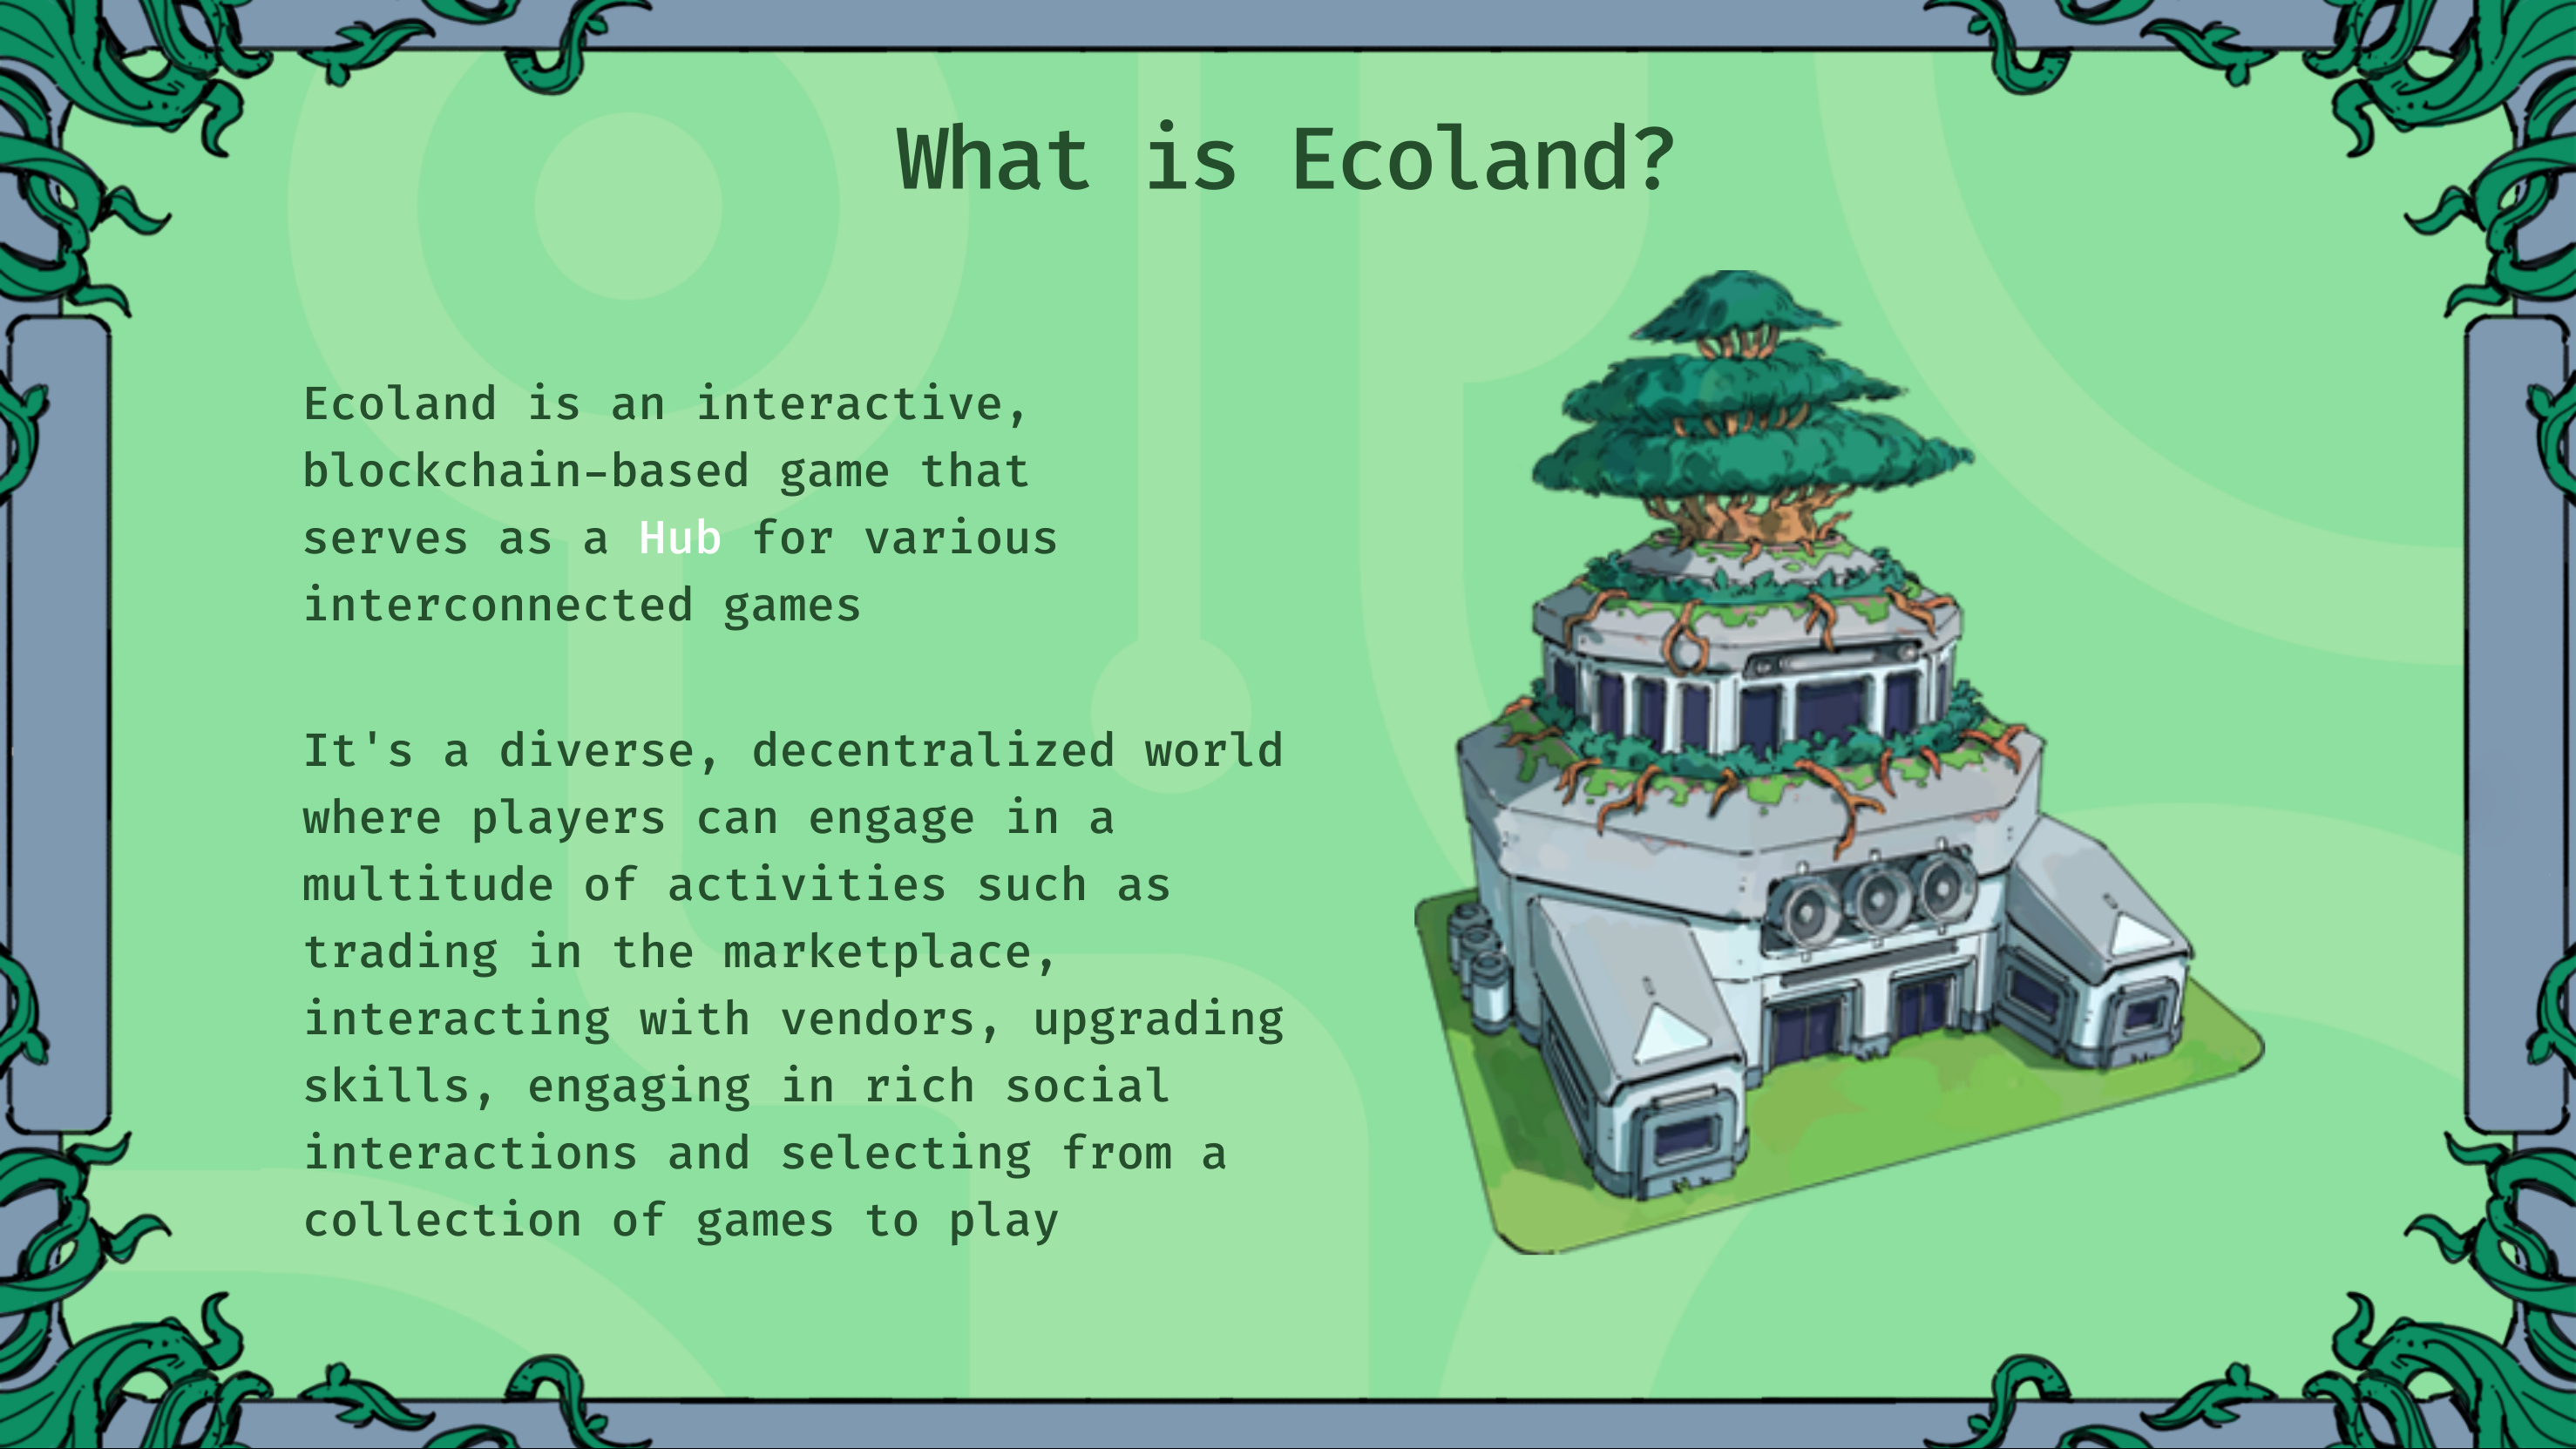 What is Ecoland?
Ecoland is an interactive,
blockchain-based game that
serves as a Hub for various
interconnected games
It's a diverse, decentralized world
where players can engage in a
multitude of activities such as
trading in the marketplace,
interacting with vendors, upgrading
skills, engaging in rich social
interactions and selecting from a
collection of games to play